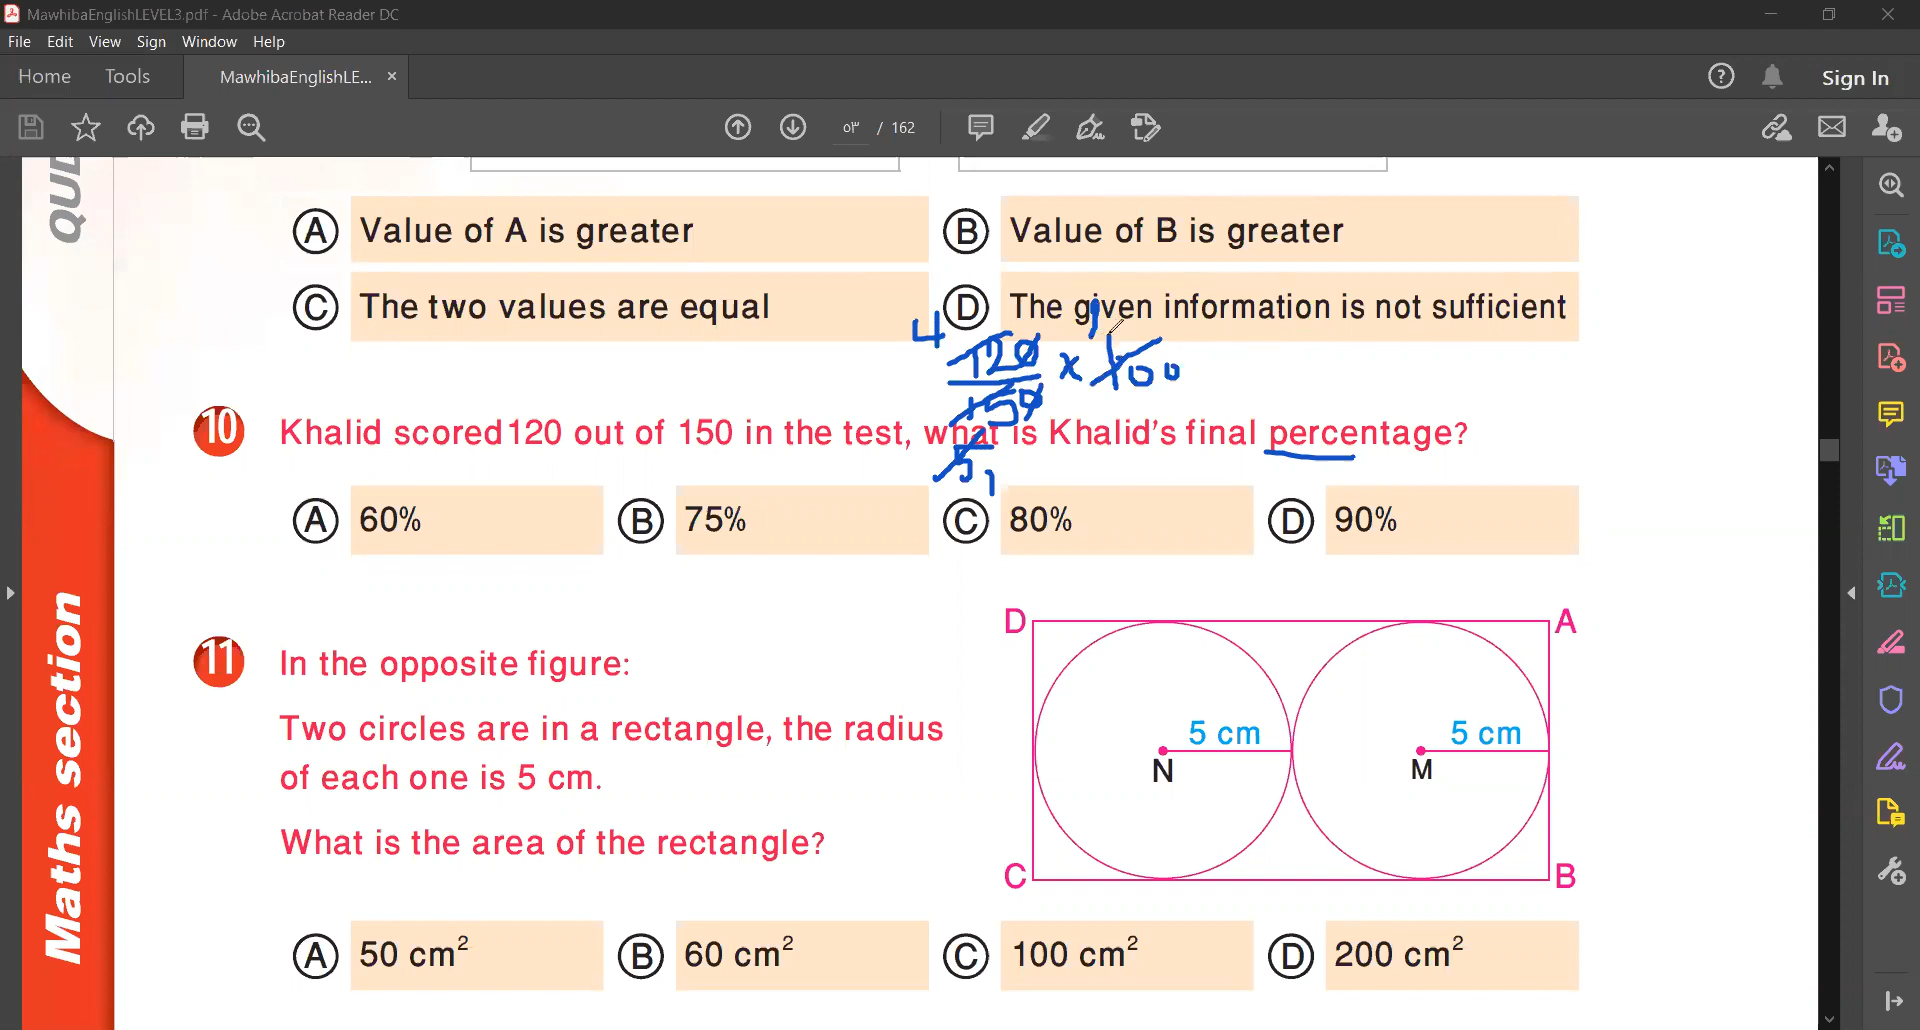 MawhibaEnglishLEVEL3.pdf - Adobe Acrobat Reader DC
File Edit View Sign Window Help
Home Tools MawhibaEnglishLE... × Sign In
٥٣ / 162
QU
A Value of A is greater B Value of B is greater
C The two values are equal D The given information is not sufficient
4 120 × 100
150
5 1
10 Khalid scored 120 out of 150 in the test, what is Khalid's final percentage?
A 60% B 75% C 80% D 90%
11 In the opposite figure:
Two circles are in a rectangle, the radius
of each one is 5 cm.
What is the area of the rectangle?
D A
5 cm 5 cm
N M
C B
A 50 cm² B 60 cm² C 100 cm² D 200 cm²
Maths section